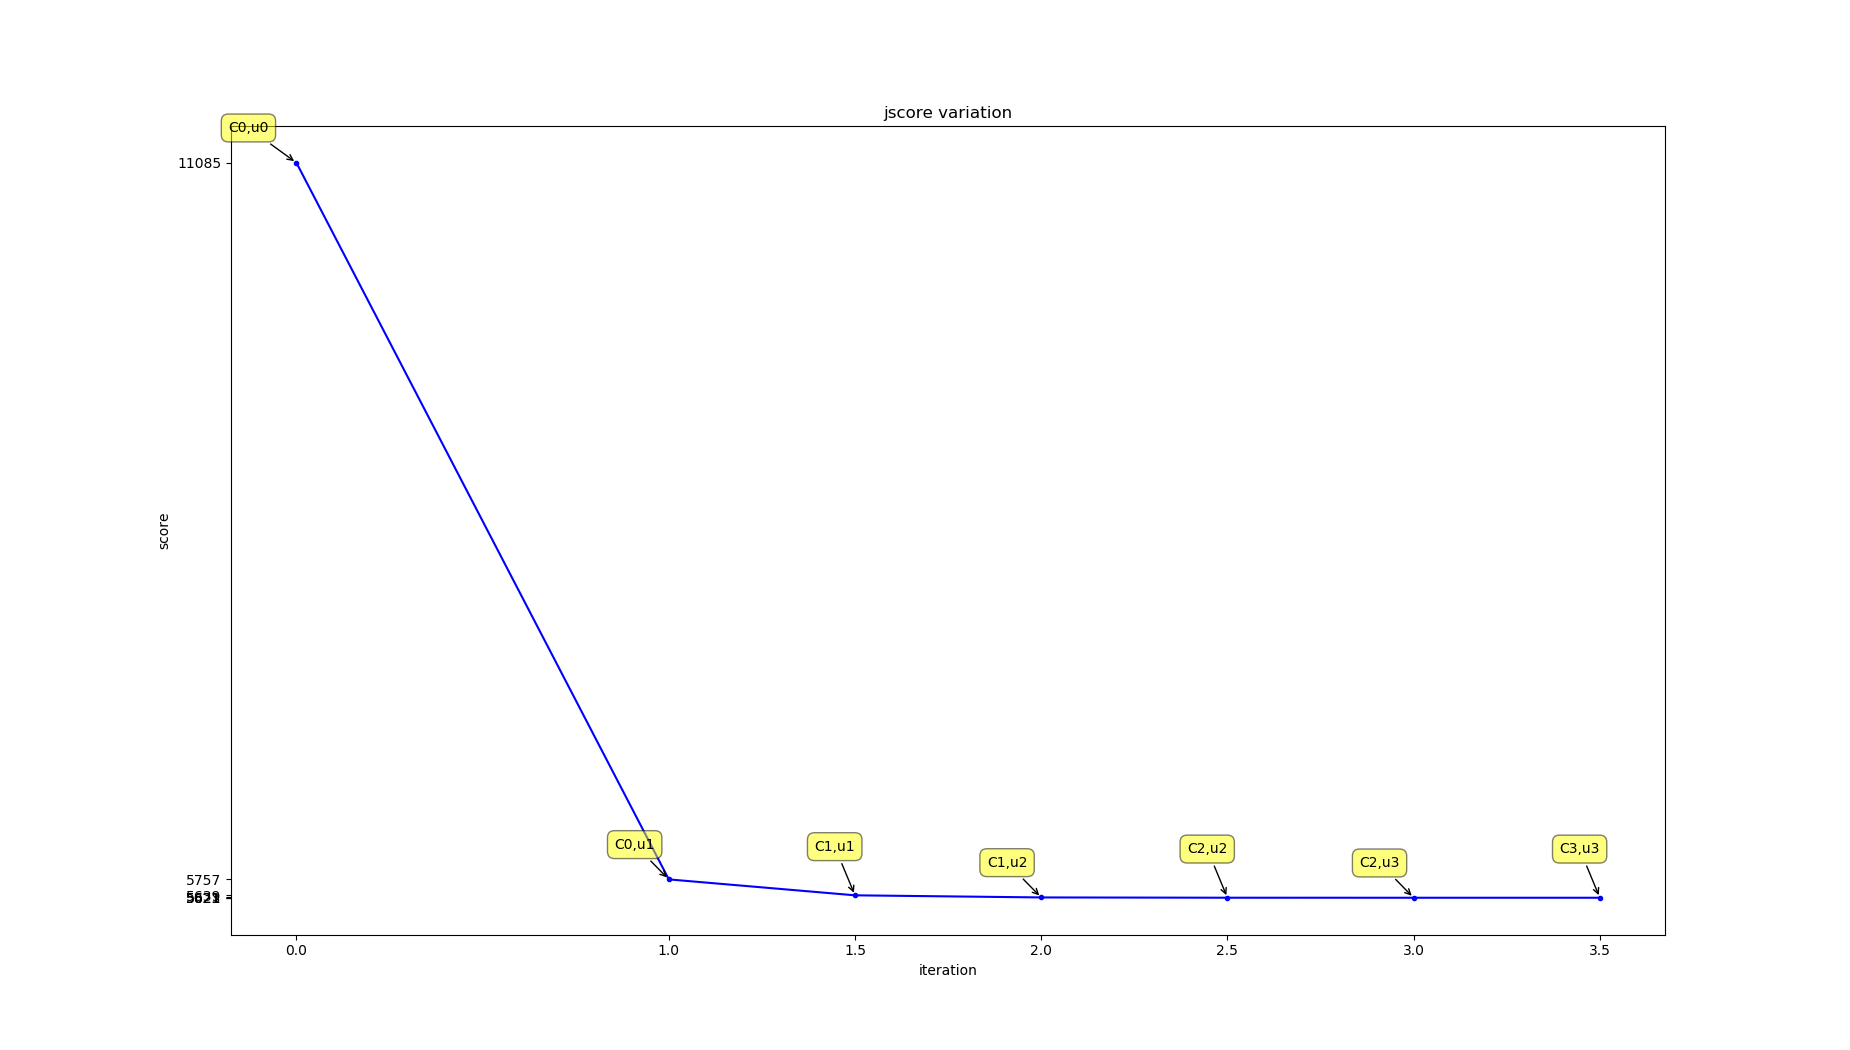 jscore variation
C0,u0
11085
score
C0,u1
C1,u1
C1,u2
C2,u2
C2,u3
C3,u3
5757
0.0
1.0
1.5
2.0
2.5
3.0
3.5
iteration